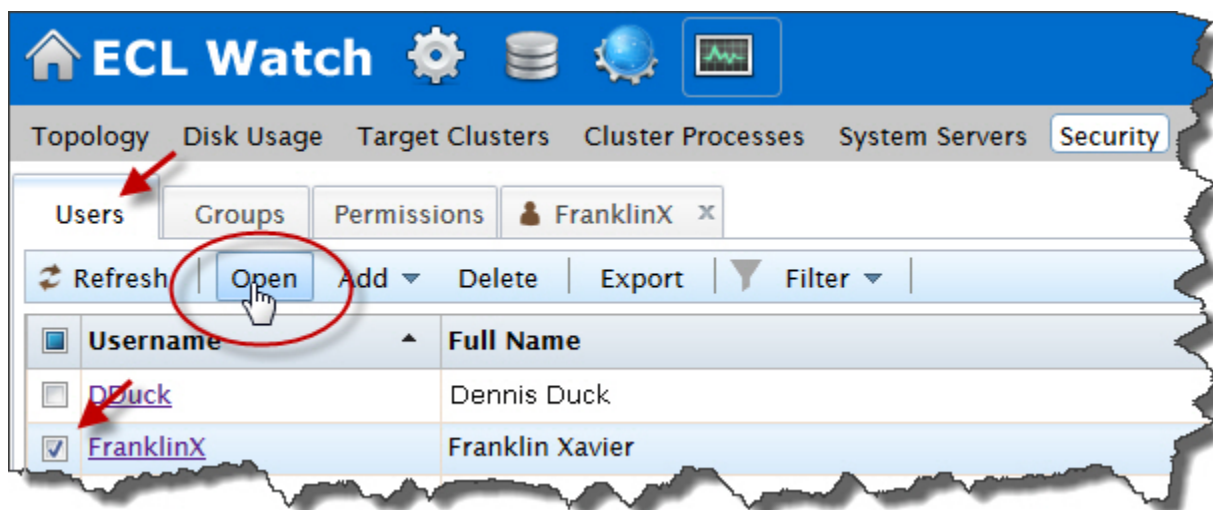 ECL Watch
Topology Disk Usage Target Clusters Cluster Processes System Servers Security
Users Groups Permissions FranklinX x
Refresh Open Add Delete Export Filter
Username Full Name
DDuck Dennis Duck
FranklinX Franklin Xavier